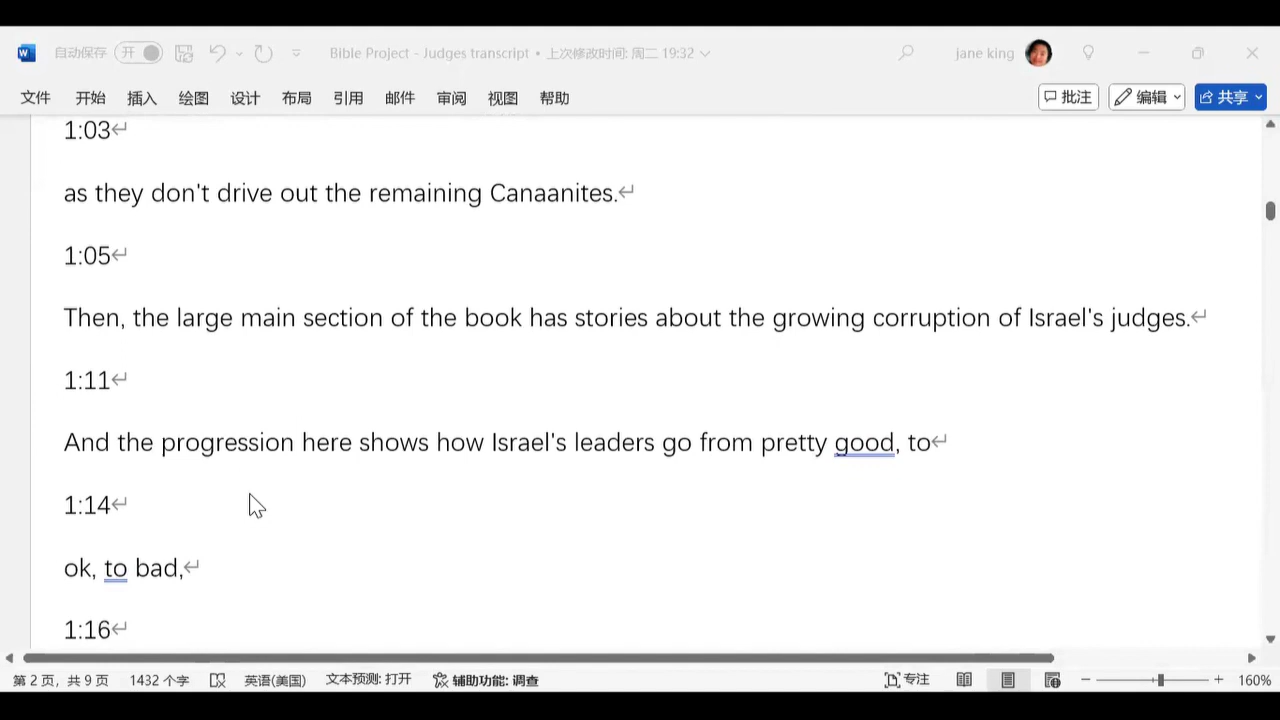 自动保存 开 Bible Project - Judges transcript • 上次修改时间: 周二 19:32 jane king
文件 开始 插入 绘图 设计 布局 引用 邮件 审阅 视图 帮助 批注 编辑 共享
1:03
as they don't drive out the remaining Canaanites.
1:05
Then, the large main section of the book has stories about the growing corruption of Israel's judges.
1:11
And the progression here shows how Israel's leaders go from pretty good, to
1:14
ok, to bad,
1:16
第 2 页，共 9 页 1432 个字 英语(美国) 文本预测: 打开 辅助功能: 调查 专注 160%